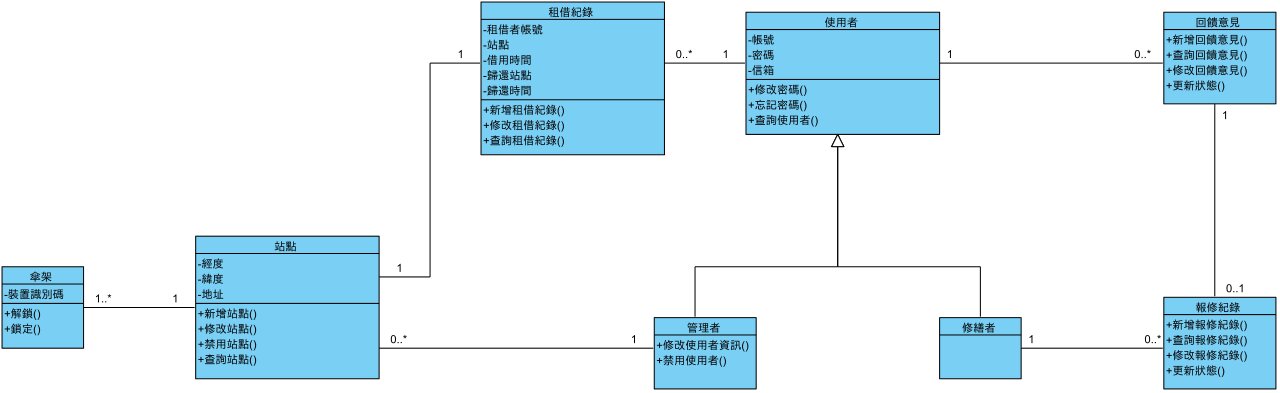 租借紀錄
-租借者帳號
-站點
-借用時間
-歸還站點
-歸還時間
+新增租借紀錄()
+修改租借紀錄()
+查詢租借紀錄()
使用者
-帳號
-密碼
-信箱
+修改密碼()
+忘記密碼()
+查詢使用者()
回饋意見
+新增回饋意見()
+查詢回饋意見()
+修改回饋意見()
+更新狀態()
1
0..*
1
1
0..*
1
傘架
-裝置識別碼
+解鎖()
+鎖定()
1..*
1
站點
-經度
-緯度
-地址
+新增站點()
+修改站點()
+禁用站點()
+查詢站點()
1
0..*
1
管理者
+修改使用者資訊()
+禁用使用者()
修繕者
1
0..*
0..1
報修紀錄
+新增報修紀錄()
+查詢報修紀錄()
+修改報修紀錄()
+更新狀態()